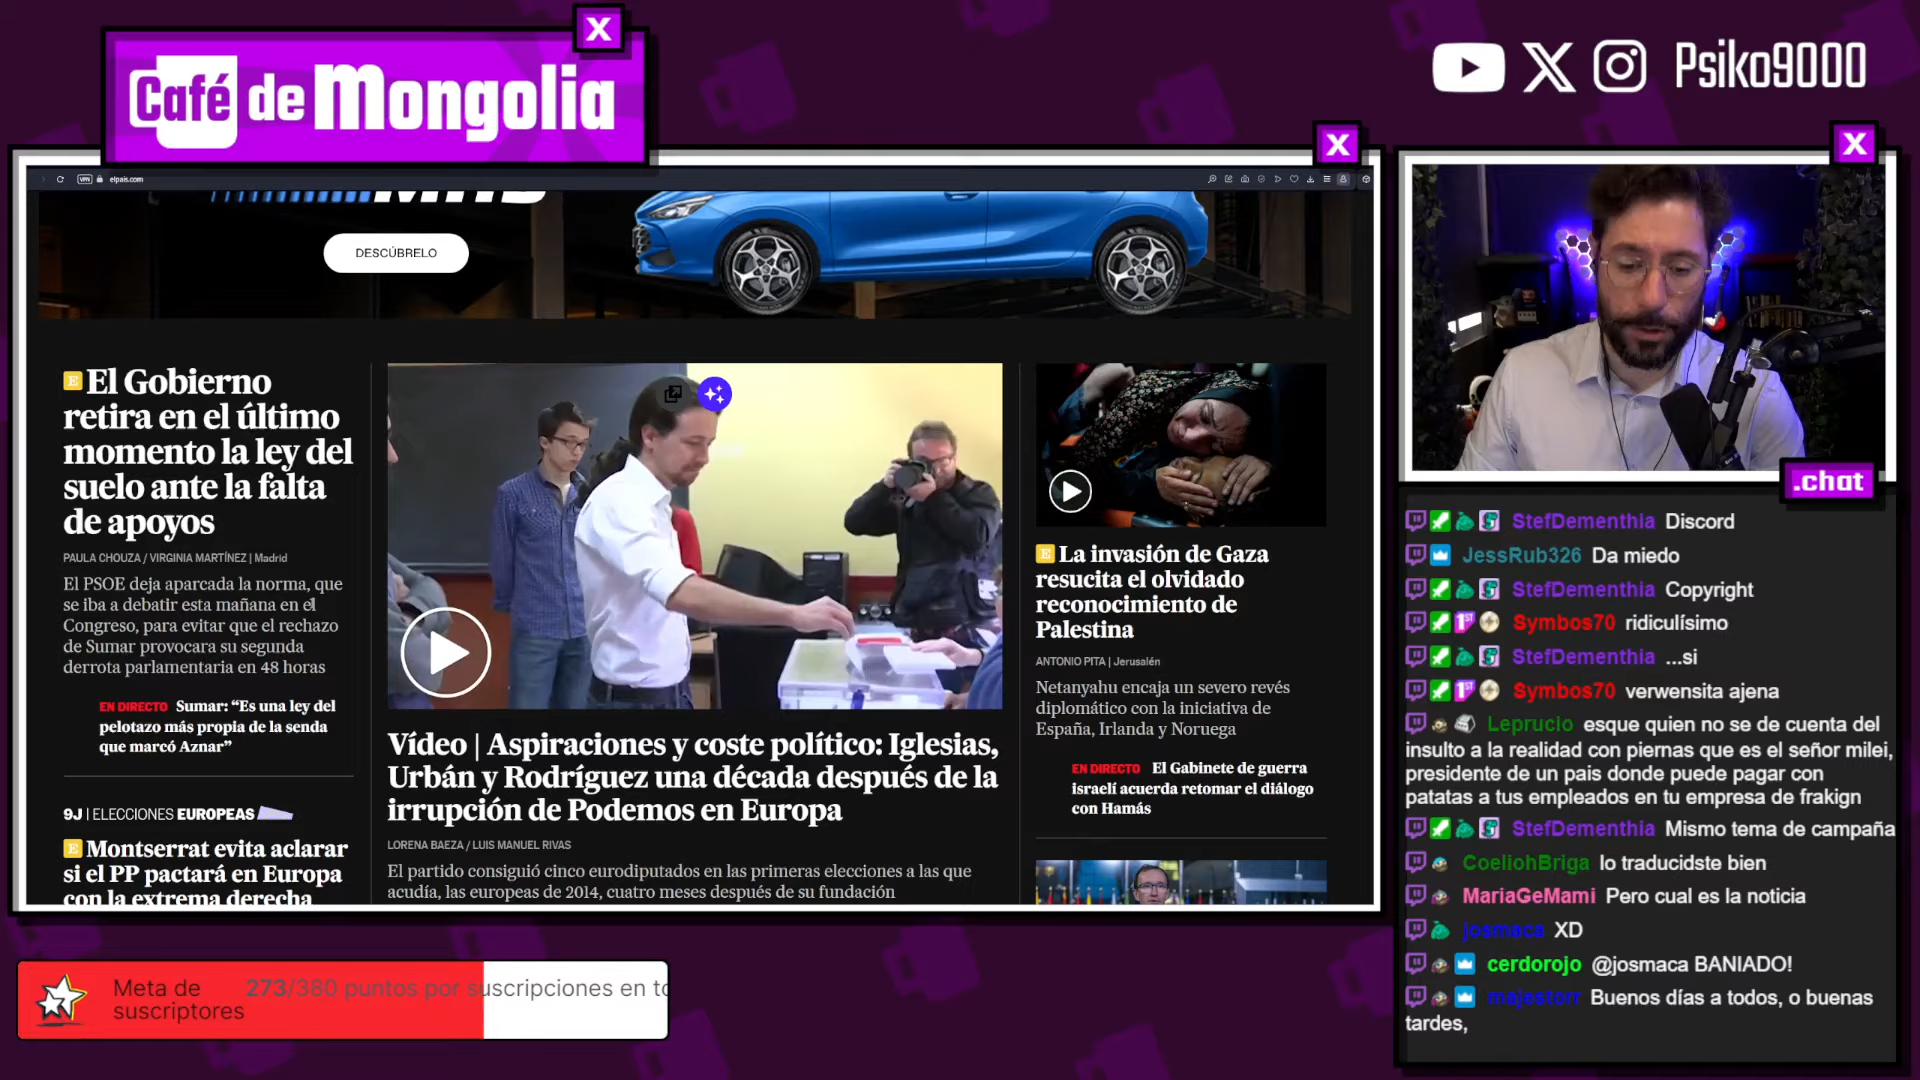 X
Café de Mongolia
Psiko9000
X
X
VPN
elpais.com
DESCÚBRELO
E El Gobierno
retira en el último
momento la ley del
suelo ante la falta
de apoyos
PAULA CHOUZA / VIRGINIA MARTÍNEZ | Madrid
El PSOE deja aparcada la norma, que
se iba a debatir esta mañana en el
Congreso, para evitar que el rechazo
de Sumar provocara su segunda
derrota parlamentaria en 48 horas
EN DIRECTO Sumar: “Es una ley del
pelotazo más propia de la senda
que marcó Aznar”
9J | ELECCIONES EUROPEAS
E Montserrat evita aclarar
si el PP pactará en Europa
con la extrema derecha
Vídeo | Aspiraciones y coste político: Iglesias,
Urbán y Rodríguez una década después de la
irrupción de Podemos en Europa
LORENA BAEZA / LUIS MANUEL RIVAS
El partido consiguió cinco eurodiputados en las primeras elecciones a las que
acudía, las europeas de 2014, cuatro meses después de su fundación
E La invasión de Gaza
resucita el olvidado
reconocimiento de
Palestina
ANTONIO PITA | Jerusalén
Netanyahu encaja un severo revés
diplomático con la iniciativa de
España, Irlanda y Noruega
EN DIRECTO El Gabinete de guerra
israelí acuerda retomar el diálogo
con Hamás
.chat
StefDementhia Discord
JessRub326 Da miedo
StefDementhia Copyright
Symbos70 ridiculísimo
StefDementhia ...si
Symbos70 verwensita ajena
Leprucio esque quien no se de cuenta del
insulto a la realidad con piernas que es el señor milei,
presidente de un pais donde puede pagar con
patatas a tus empleados en tu empresa de frakign
StefDementhia Mismo tema de campaña
CoeliohBriga lo traducidste bien
MariaGeMami Pero cual es la noticia
josmaca XD
cerdorojo @josmaca BANIADO!
majestorr Buenos días a todos, o buenas
tardes,
Meta de
suscriptores
273/380 puntos por suscripciones en to